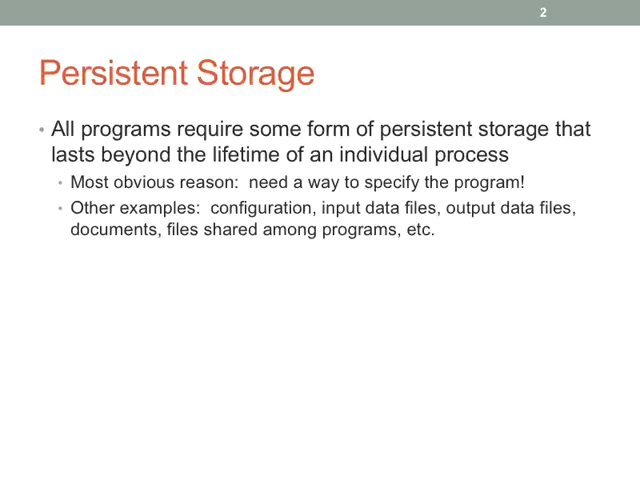 2
Persistent Storage
• All programs require some form of persistent storage that
lasts beyond the lifetime of an individual process
• Most obvious reason:  need a way to specify the program!
• Other examples:  configuration, input data files, output data files,
documents, files shared among programs, etc.